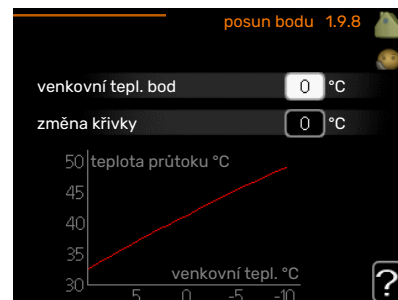 posun bodu 1.9.8
venkovní tepl. bod 0 °C
změna křivky 0 °C
50 teplota průtoku °C
45
40
35
venkovní tepl. °C
30
5 0 -5 -10
?